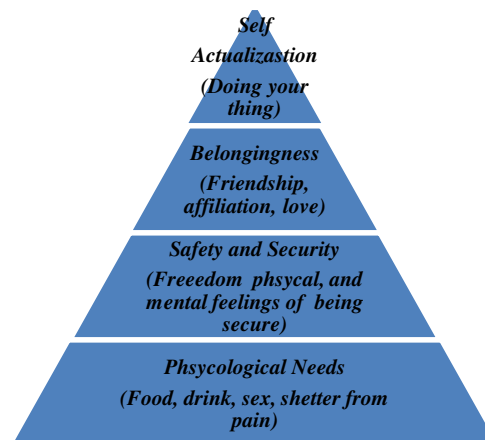 Self
Actualizastion
(Doing your
thing)
Belongingness
(Friendship,
affiliation, love)
Safety and Security
(Freeedom phsycal, and
mental feelings of being
secure)
Phsycological Needs
(Food, drink, sex, shetter from
pain)